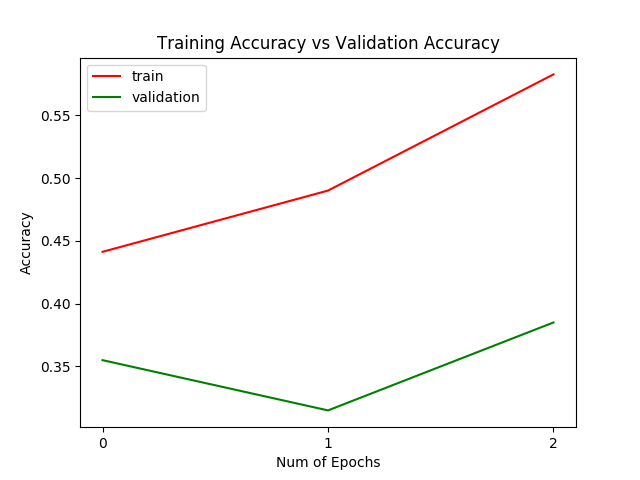 Training Accuracy vs Validation Accuracy
train
validation
0.55
0.50
0.45
0.40
0.35
Accuracy
0
1
2
Num of Epochs